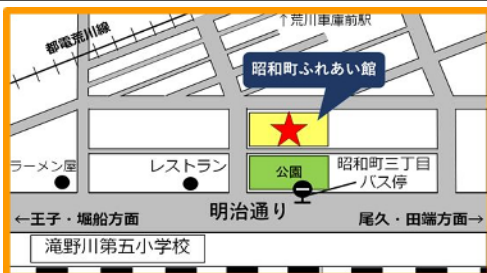 ↑荒川車庫前駅
都電荒川線
昭和町ふれあい館
ラーメン屋
レストラン
公園
昭和町三丁目
バス停
←王子・堀船方面
明治通り
尾久・田端方面→
滝野川第五小学校